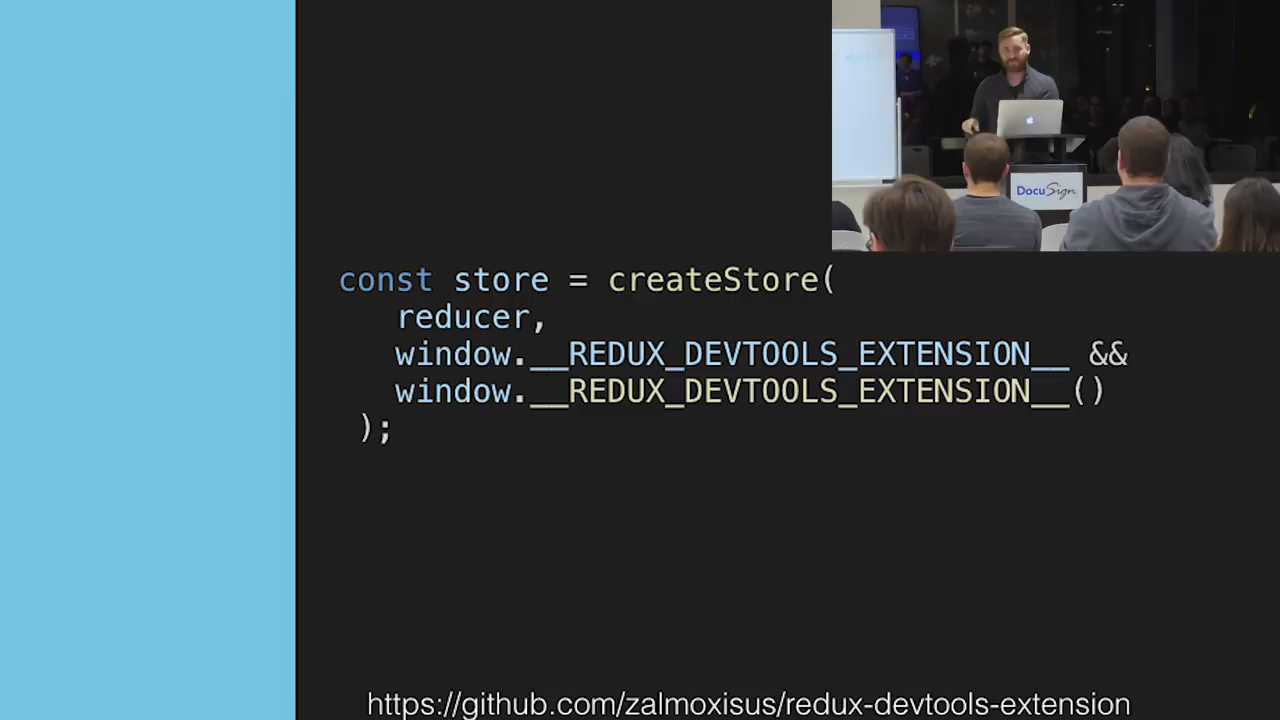 DocuSign
const store = createStore(
reducer,
window.__REDUX_DEVTOOLS_EXTENSION__ &&
window.__REDUX_DEVTOOLS_EXTENSION__()
);
https://github.com/zalmoxisus/redux-devtools-extension